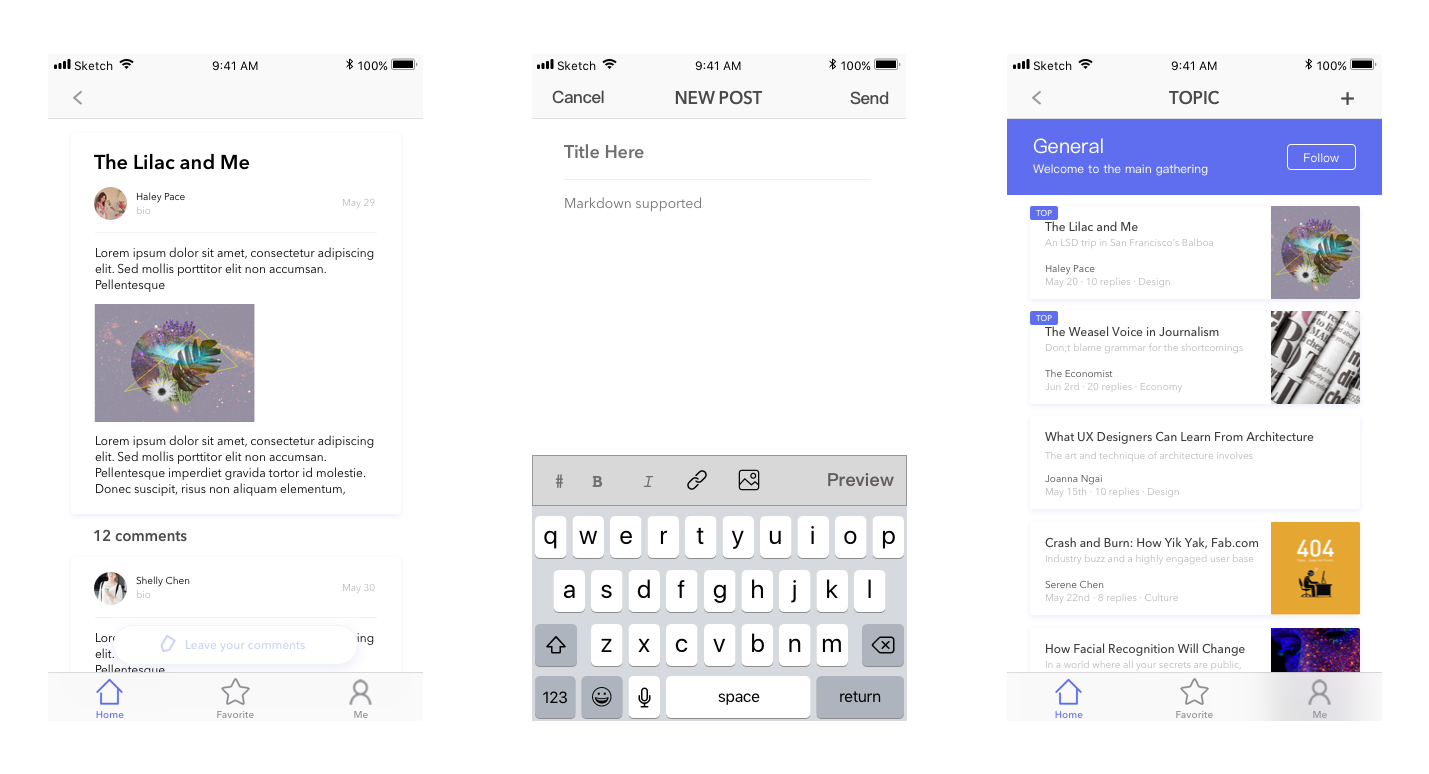 Sketch 9:41 AM 100%
The Lilac and Me
Haley Pace
bio
May 29
Lorem ipsum dolor sit amet, consectetur adipiscing
elit. Sed mollis porttitor elit non accumsan.
Pellentesque
Lorem ipsum dolor sit amet, consectetur adipiscing
elit. Sed mollis porttitor elit non accumsan.
Pellentesque imperdiet gravida tortor id molestie.
Donec suscipit, risus non aliquam elementum,
12 comments
Shelly Chen
bio
May 30
Leave your comments
elit.
Pellentesque
Home Favorite Me
Sketch 9:41 AM 100%
Cancel NEW POST Send
Title Here
Markdown supported
# B I Preview
q w e r t y u i o p
a s d f g h j k l
z x c v b n m
123 space return
Sketch 9:41 AM 100%
TOPIC +
General
Welcome to the main gathering
Follow
TOP
The Lilac and Me
An LSD trip in San Francisco's Balboa
Haley Pace
May 20 · 10 replies · Design
TOP
The Weasel Voice in Journalism
Don;t blame grammar for the shortcomings
The Economist
Jun 2rd · 20 replies · Economy
What UX Designers Can Learn From Architecture
The art and technique of architecture involves
Joanna Ngai
May 15th · 10 replies · Design
Crash and Burn: How Yik Yak, Fab.com
Industry buzz and a highly engaged user base
Serene Chen
May 22nd · 8 replies · Culture
404
How Facial Recognition Will Change
In a world where all your secrets are public,
Home Favorite Me